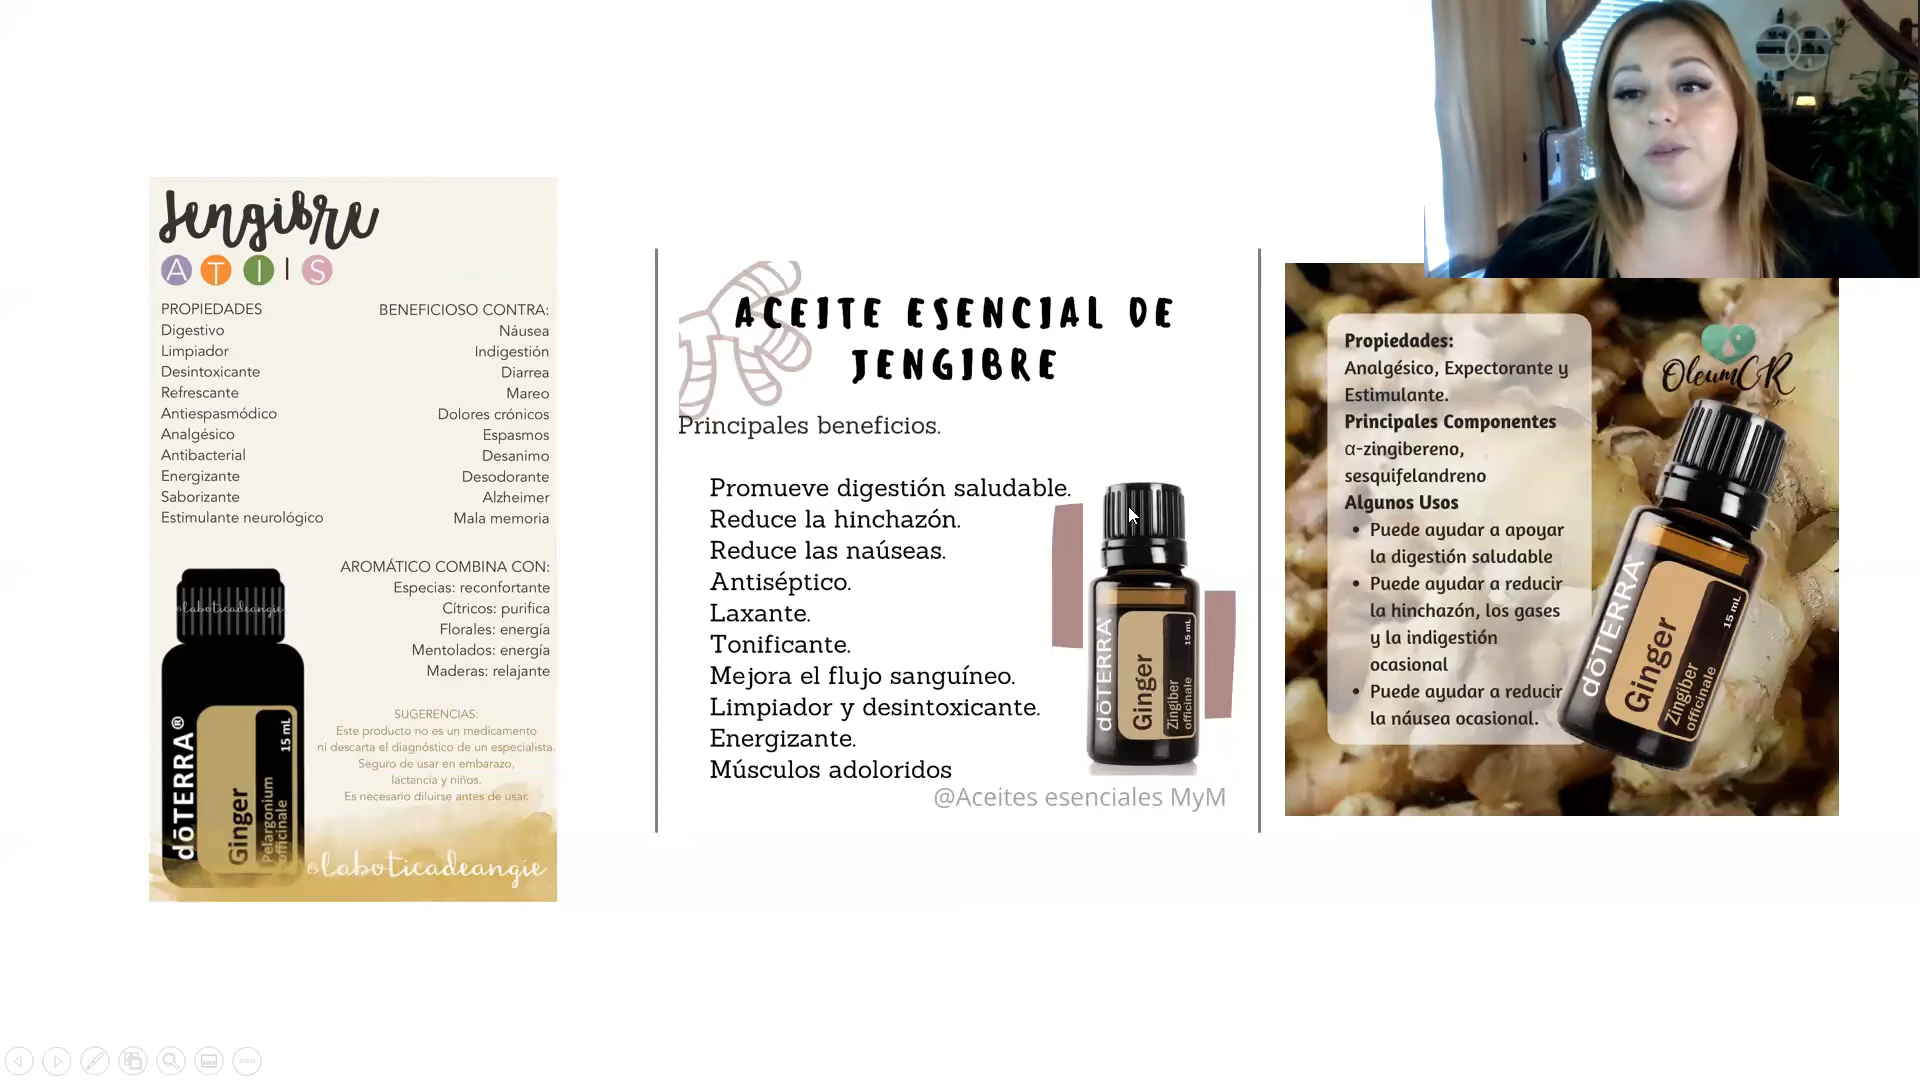 Jengibre
A T I | S
PROPIEDADES
Digestivo
Limpiador
Desintoxicante
Refrescante
Antiespasmódico
Analgésico
Antibacterial
Energizante
Saborizante
Estimulante neurológico
BENEFICIOSO CONTRA:
Náusea
Indigestión
Diarrea
Mareo
Dolores crónicos
Espasmos
Desanimo
Desodorante
Alzheimer
Mala memoria
AROMÁTICO COMBINA CON:
Especias: reconfortante
Cítricos: purifica
Florales: energía
Mentolados: energía
Maderas: relajante
SUGERENCIAS:
Este producto no es un medicamento
ni descarta el diagnóstico de un especialista.
Seguro de usar en embarazo,
lactancia y niños.
Es necesario diluirse antes de usar.
@laboticadeangie
dōTERRA®
Ginger
Pelargonium
officinale
15 mL
@laboticadeangie
ACEITE ESENCIAL DE
JENGIBRE
Principales beneficios.
Promueve digestión saludable.
Reduce la hinchazón.
Reduce las naúseas.
Antiséptico.
Laxante.
Tonificante.
Mejora el flujo sanguíneo.
Limpiador y desintoxicante.
Energizante.
Músculos adoloridos
@Aceites esenciales MyM
dōTERRA
Ginger
Zingiber
officinale
15 mL
Propiedades:
Analgésico, Expectorante y
Estimulante.
Principales Componentes
α-zingibereno,
sesquifelandreno
Algunos Usos
• Puede ayudar a apoyar
la digestión saludable
• Puede ayudar a reducir
la hinchazón, los gases
y la indigestión
ocasional
• Puede ayudar a reducir
la náusea ocasional.
OleumCR
dōTERRA
Ginger
Zingiber
officinale
15 mL